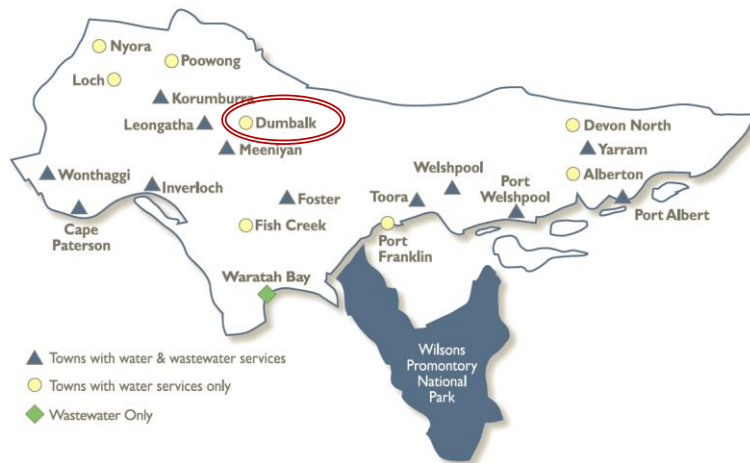 Nyora
Poowong
Loch
Korumburra
Leongatha
Dumbalk
Meeniyan
Devon North
Yarram
Alberton
Port Albert
Wonthaggi
Inverloch
Cape
Paterson
Foster
Fish Creek
Welshpool
Toora
Port
Welshpool
Port
Franklin
Waratah Bay
Wilsons
Promontory
National
Park
Towns with water & wastewater services
Towns with water services only
Wastewater Only